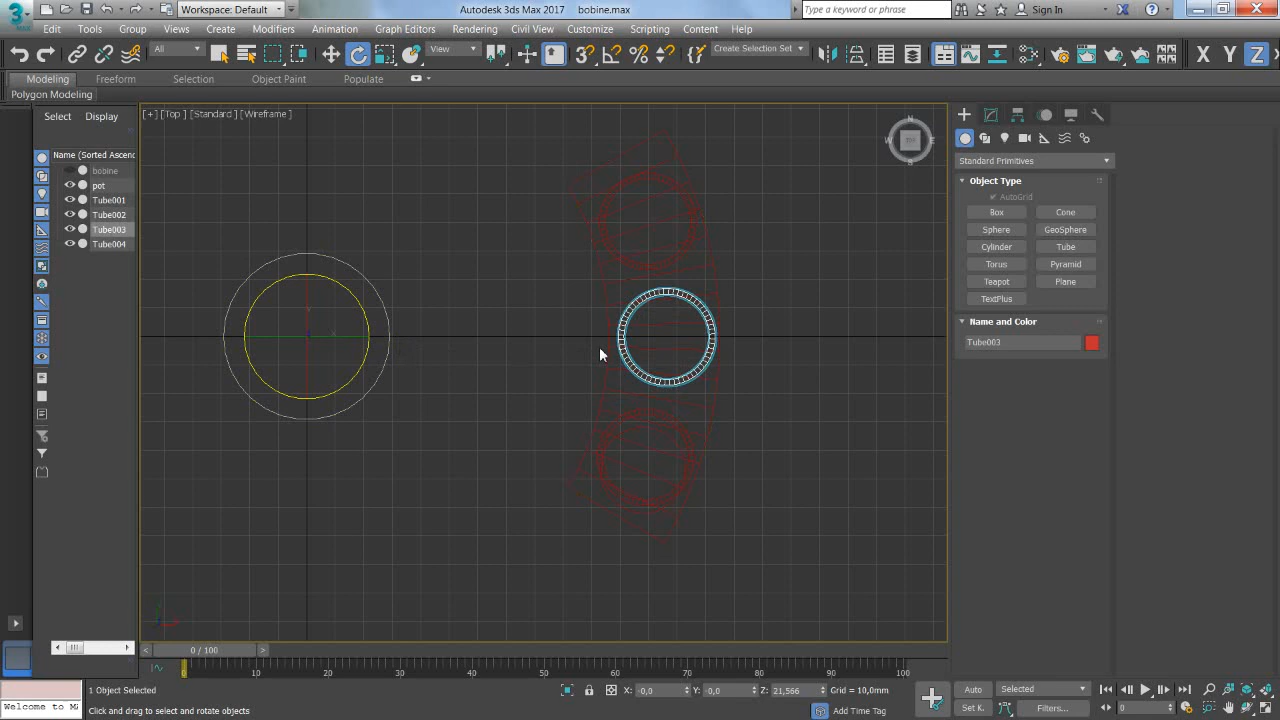 Workspace: Default
Autodesk 3ds Max 2017 bobine.max
Type a keyword or phrase
Sign In
Edit Tools Group Views Create Modifiers Animation Graph Editors Rendering Civil View Customize Scripting Content Help
All
View
Create Selection Set
X Y Z
Modeling Freeform Selection Object Paint Populate
Polygon Modeling
Select Display
Name (Sorted Ascend
bobine
pot
Tube001
Tube002
Tube003
Tube004
[+] [Top ] [Standard ] [Wireframe ]
N
W
TOP
E
S
Standard Primitives
Object Type
AutoGrid
Box Cone
Sphere GeoSphere
Cylinder Tube
Torus Pyramid
Teapot Plane
TextPlus
Name and Color
Tube003
0 / 100
0 10 20 30 40 50 60 70 80 90 100
1 Object Selected
X: -0,0 Y: -0,0 Z: 21,566 Grid = 10,0mm
Auto Selected
Welcome to Ma
Click and drag to select and rotate objects
Add Time Tag
Set K. Filters...
0